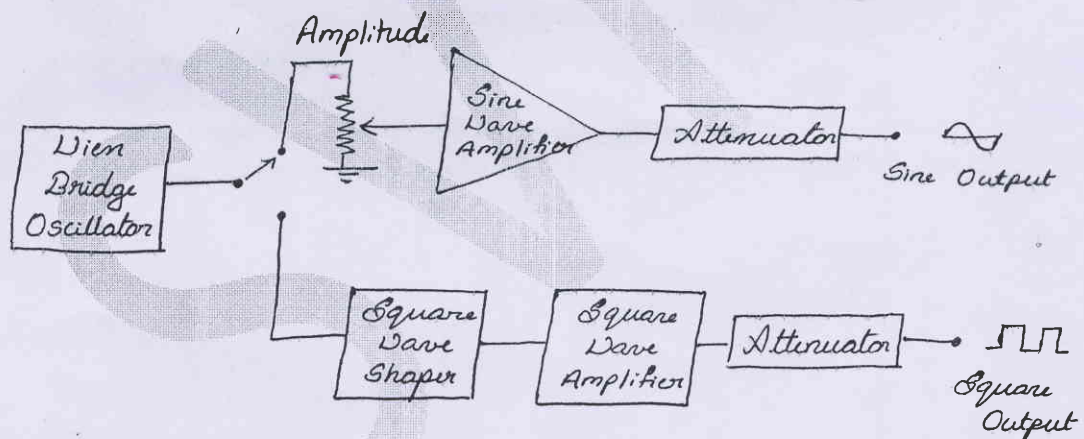 Amplitude
Wien
Bridge
Oscillator
Sine
Wave
Amplifier
Attenuator
Sine Output
Square
Wave
Shaper
Square
Wave
Amplifier
Attenuator
Square
Output